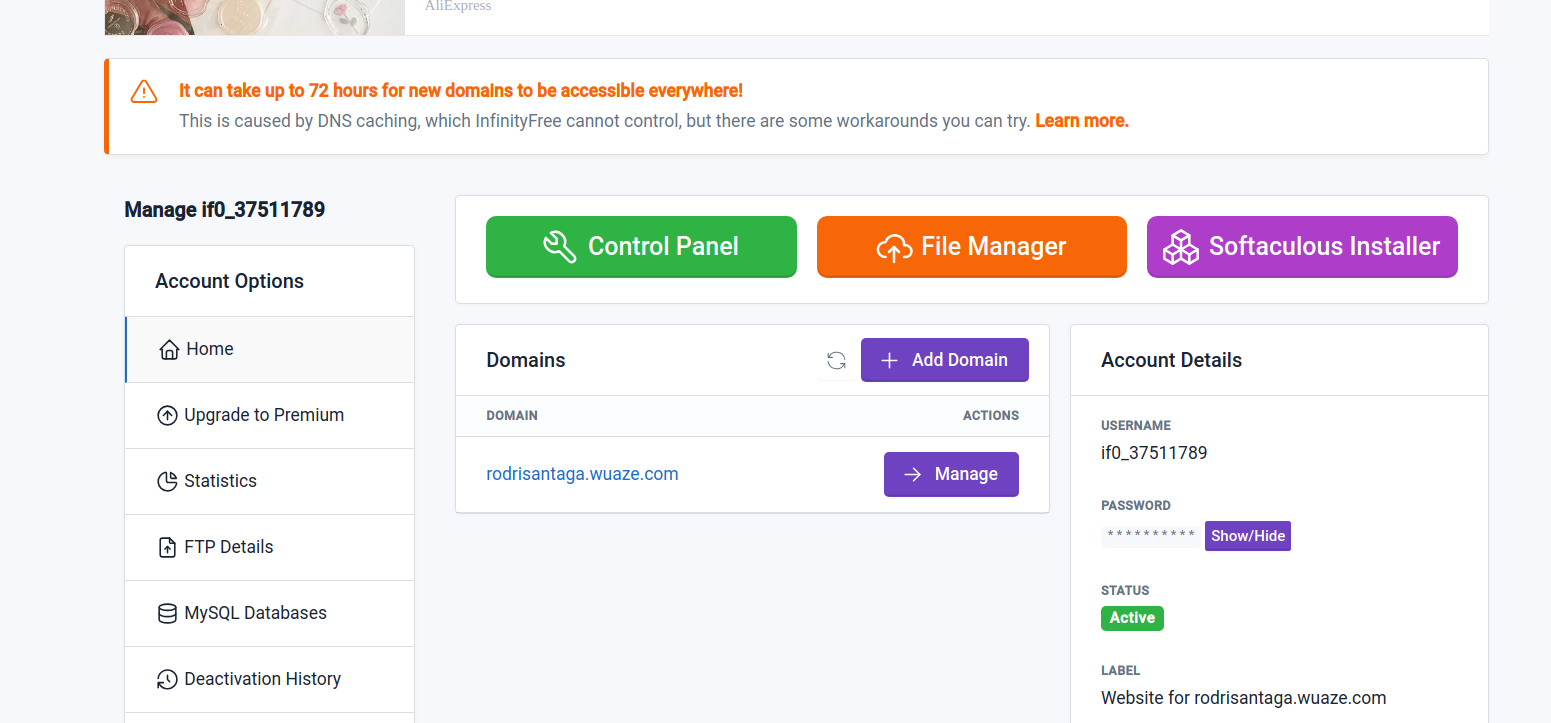 AliExpress
It can take up to 72 hours for new domains to be accessible everywhere!
This is caused by DNS caching, which InfinityFree cannot control, but there are some workarounds you can try. Learn more.
Manage if0_37511789
Account Options
Home
Upgrade to Premium
Statistics
FTP Details
MySQL Databases
Deactivation History
Control Panel
File Manager
Softaculous Installer
Domains
Add Domain
DOMAIN ACTIONS
rodrisantaga.wuaze.com
Manage
Account Details
USERNAME
if0_37511789
PASSWORD
********** Show/Hide
STATUS
Active
LABEL
Website for rodrisantaga.wuaze.com